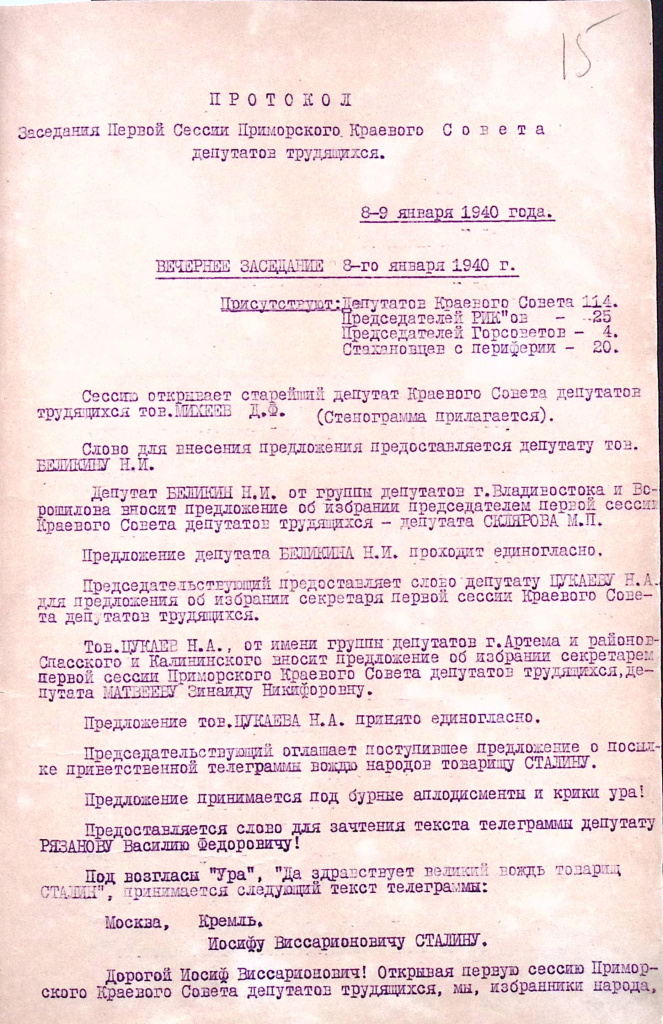 15
ПРОТОКОЛ
Заседания Первой Сессии Приморского Краевого Совета
депутатов трудящихся.
8-9 января 1940 года.
ВЕЧЕРНЕЕ ЗАСЕДАНИЕ 8-го января 1940 г.
Присутствуют: Депутатов Краевого Совета 114.
Председателей РИК"ов - 25
Председателей Горсоветов - 4.
Стахановцев с периферии - 20.
Сессию открывает старейший депутат Краевого Совета депутатов
трудящихся тов.МИХЕЕВ Д.Ф. (Стенограмма прилагается).
Слово для внесения предложения предоставляется депутату тов.
БЕЛИКИНУ Н.И.
Депутат БЕЛИКИН Н.И. от группы депутатов г.Владивостока и Во-
рошилова вносит предложение об избрании председателем первой сессии
Краевого Совета депутатов трудящихся - депутата СКЛЯРОВА М.П.
Предложение депутата БЕЛИКИНА Н.И. проходит единогласно.
Председательствующий предоставляет слово депутату ЦУКАЕВУ Н.А.
для предложения об избрании секретаря первой сессии Краевого Сове-
та депутатов трудящихся.
Тов.ЦУКАЕВ Н.А., от имени группы депутатов г.Артема и районов-
Спасского и Калининского вносит предложение об избрании секретарем
первой сессии Приморского Краевого Совета депутатов трудящихся,де-
путата МАТВЕЕВУ Зинаиду Никифоровну.
Предложение тов.ЦУКАЕВА Н.А. принято единогласно.
Председательствующий оглашает поступившее предложение о посыл-
ке приветственной телеграммы вождю народов товарищу СТАЛИНУ.
Предложение принимается под бурные аплодисменты и крики ура!
Предоставляется слово для зачтения текста телеграммы депутату
РЯЗАНОВУ Василию Федоровичу!
Под возгласы "Ура", "Да здравствует великий вождь товарищ
СТАЛИН", принимается следующий текст телеграммы:
Москва, Кремль.
Иосифу Виссарионовичу СТАЛИНУ.
Дорогой Иосиф Виссарионович! Открывая первую сессию Примор-
ского Краевого Совета депутатов трудящихся, мы, избранники народа,